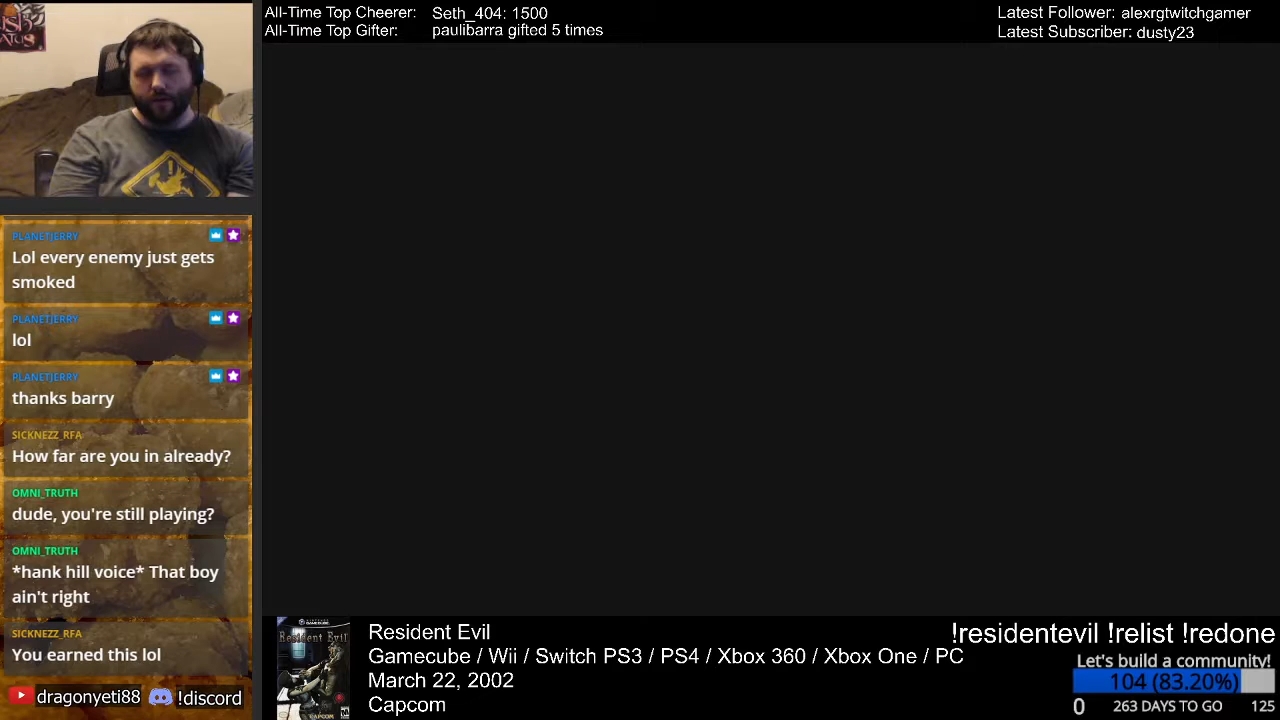 All-Time Top Cheerer: Seth_404: 1500
All-Time Top Gifter: paulibarra gifted 5 times
Latest Follower: alexrgtwitchgamer
Latest Subscriber: dusty23
PLANETJERRY
Lol every enemy just gets
smoked
PLANETJERRY
lol
PLANETJERRY
thanks barry
SICKNEZZ_RFA
How far are you in already?
OMNI_TRUTH
dude, you're still playing?
OMNI_TRUTH
*hank hill voice* That boy
ain't right
SICKNEZZ_RFA
You earned this lol
dragonyeti88 !discord
Resident Evil
CAPCOM
Resident Evil
Gamecube / Wii / Switch PS3 / PS4 / Xbox 360 / Xbox One / PC
March 22, 2002
Capcom
!residentevil !relist !redone
Let's build a community!
104 (83.20%)
0 263 DAYS TO GO 125